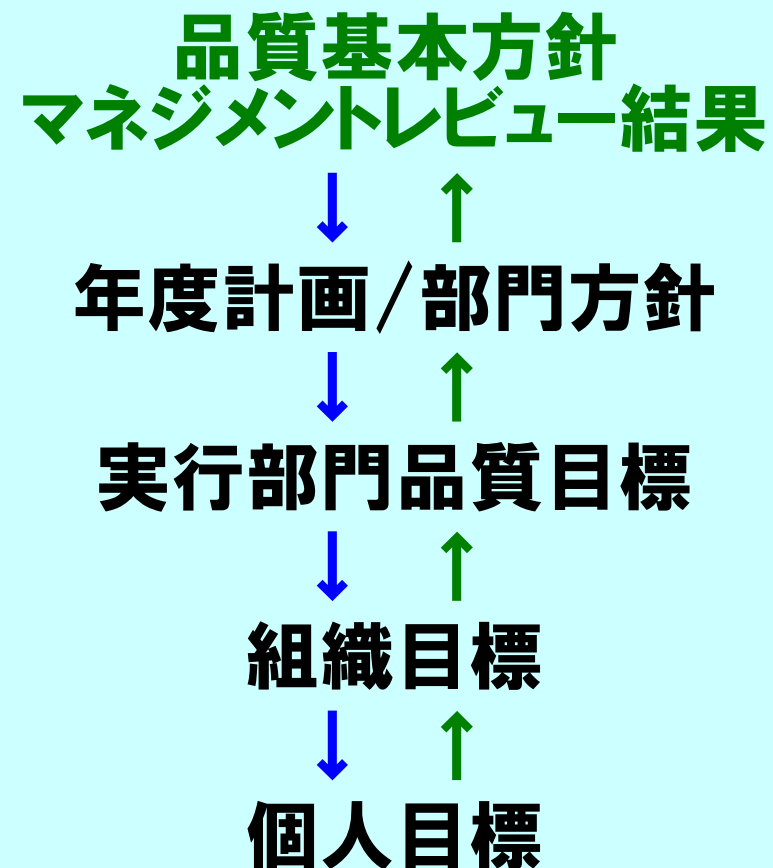 品質基本方針
マネジメントレビュー結果
↓ ↑
年度計画/部門方針
↓ ↑
実行部門品質目標
↓ ↑
組織目標
↓ ↑
個人目標